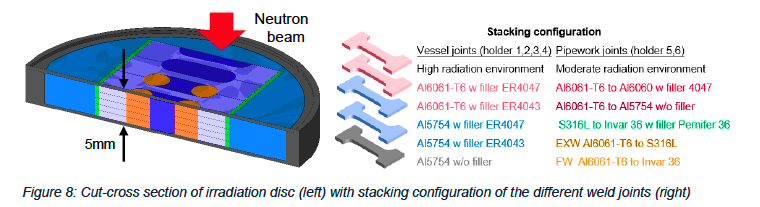 Neutron
beam
5mm
Stacking configuration
Vessel joints (holder 1,2,3,4) Pipework joints (holder 5,6)
High radiation environment Moderate radiation environment
Al6061-T6 w filler ER4047 Al6061-T6 to Al6060 w filler 4047
Al6061-T6 w filler ER4043 Al6061-T6 to Al5754 w/o filler
Al5754 w filler ER4047 S316L to Invar 36 w filler Pernifer 36
Al5754 w filler ER4043 EXW Al6061-T6 to S316L
Al5754 w/o filler FW Al6061-T6 to Invar 36
Figure 8: Cut-cross section of irradiation disc (left) with stacking configuration of the different weld joints (right)